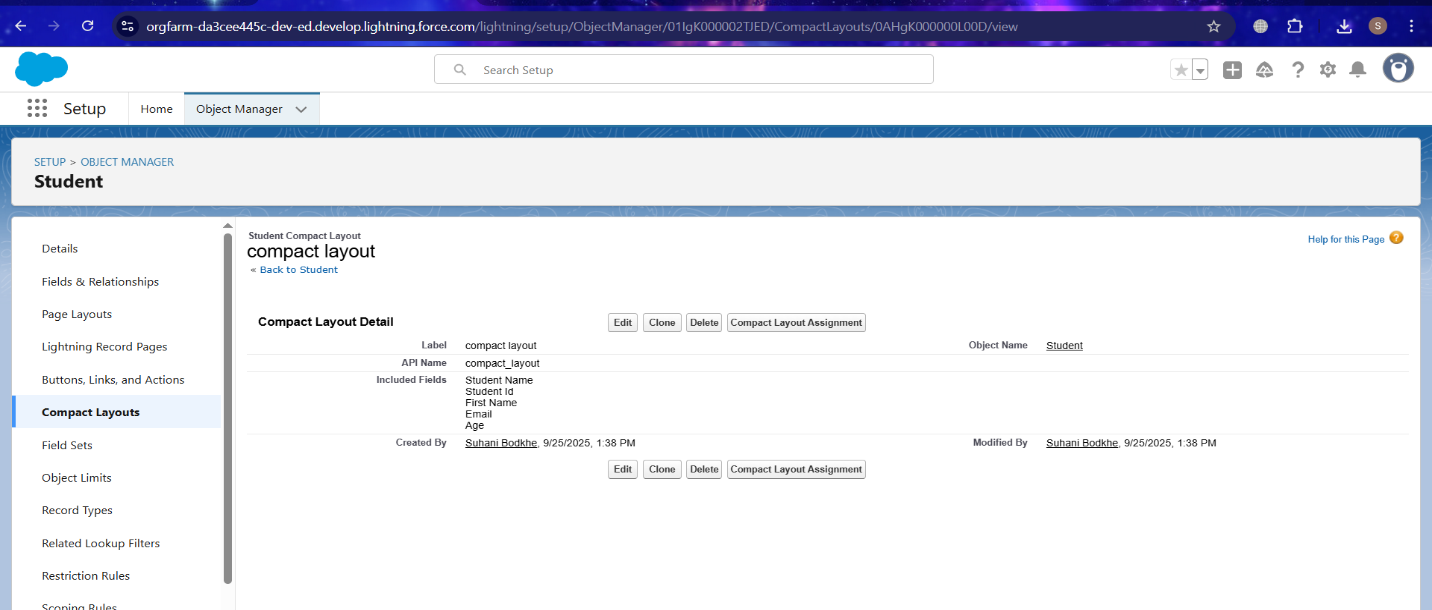 orgfarm-da3cee445c-dev-ed.develop.lightning.force.com/lightning/setup/ObjectManager/01IgK000002TJED/CompactLayouts/0AHgK000000L00D/view
S
Search Setup
Setup
Home
Object Manager
SETUP > OBJECT MANAGER
Student
Details
Fields & Relationships
Page Layouts
Lightning Record Pages
Buttons, Links, and Actions
Compact Layouts
Field Sets
Object Limits
Record Types
Related Lookup Filters
Restriction Rules
Scoping Rules
Student Compact Layout
compact layout
« Back to Student
Help for this Page ?
Compact Layout Detail
Edit Clone Delete Compact Layout Assignment
Label compact layout Object Name Student
API Name compact_layout
Included Fields Student Name
Student Id
First Name
Email
Age
Created By Suhani Bodkhe, 9/25/2025, 1:38 PM Modified By Suhani Bodkhe, 9/25/2025, 1:38 PM
Edit Clone Delete Compact Layout Assignment